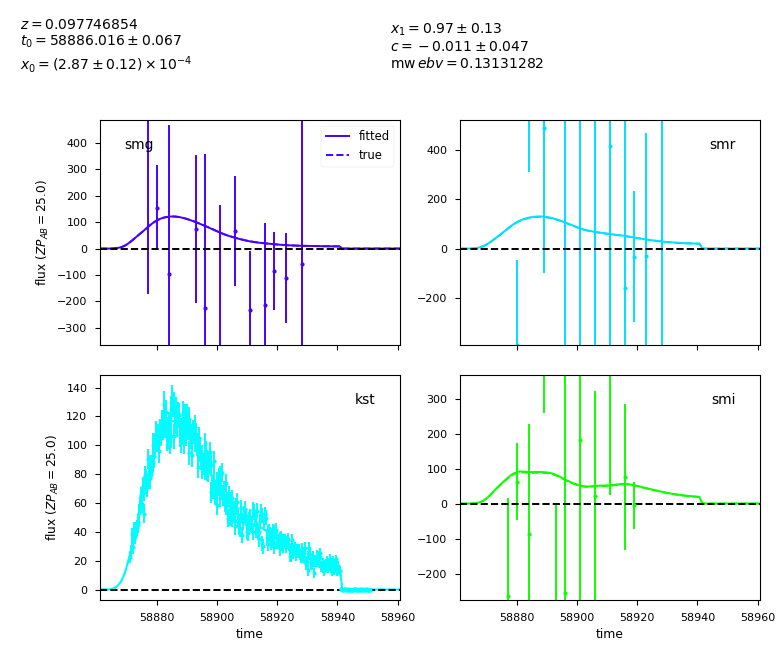 z = 0.097746854
t0 = 58886.016 ± 0.067
x0 = (2.87 ± 0.12) × 10^−4
x1 = 0.97 ± 0.13
c = −0.011 ± 0.047
mw ebv = 0.13131282
smg
fitted
true
400
300
200
100
0
−100
−200
−300
flux (ZP_AB = 25.0)
smr
400
200
0
−200
kst
140
120
100
80
60
40
20
0
flux (ZP_AB = 25.0)
58880 58900 58920 58940 58960
time
smi
300
200
100
0
−100
−200
58880 58900 58920 58940 58960
time